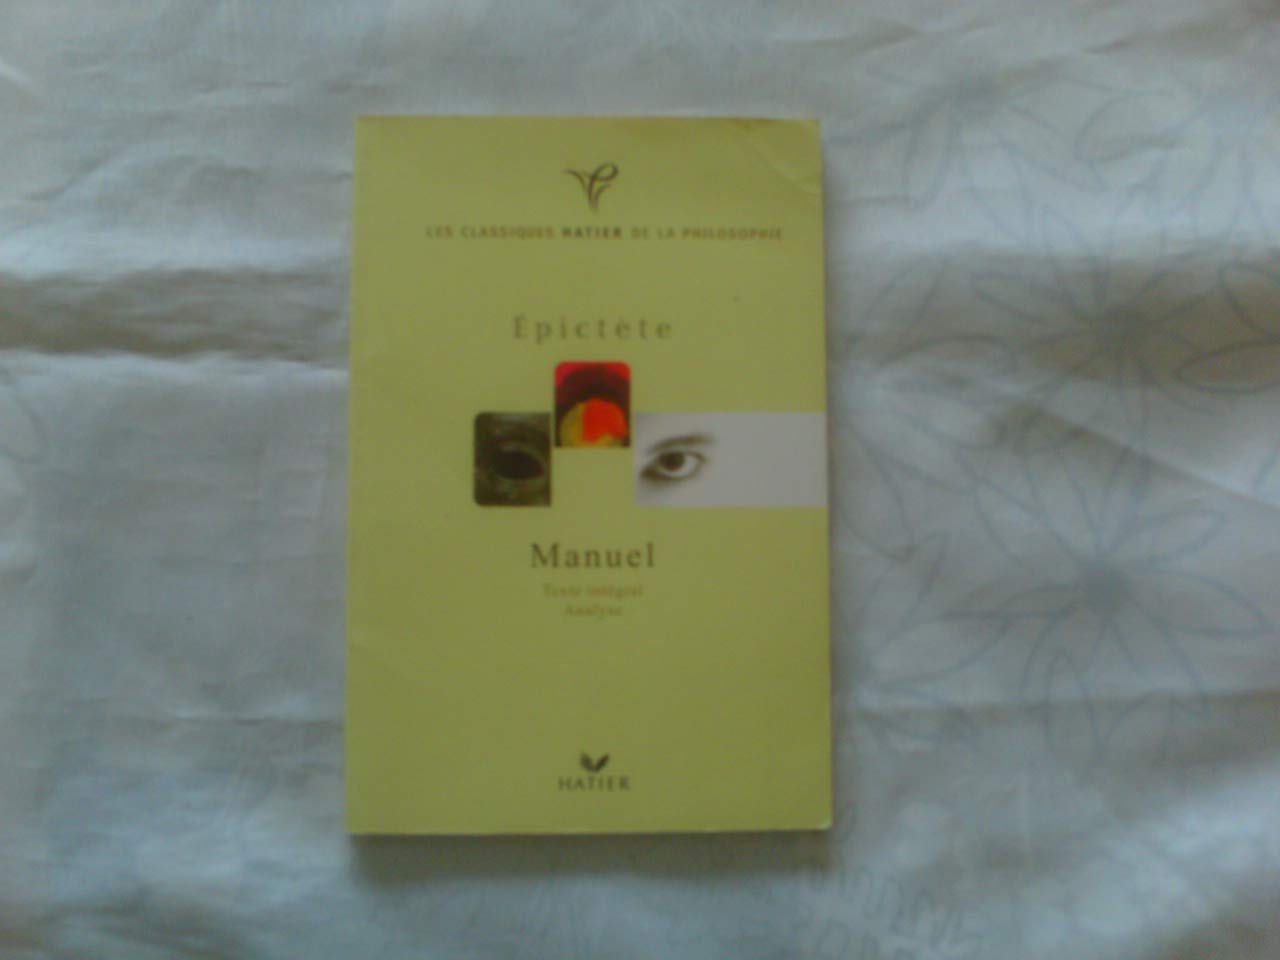 LES CLASSIQUES HATIER DE LA PHILOSOPHIE
Épictète
Manuel
Texte intégral
Analyse
HATIER